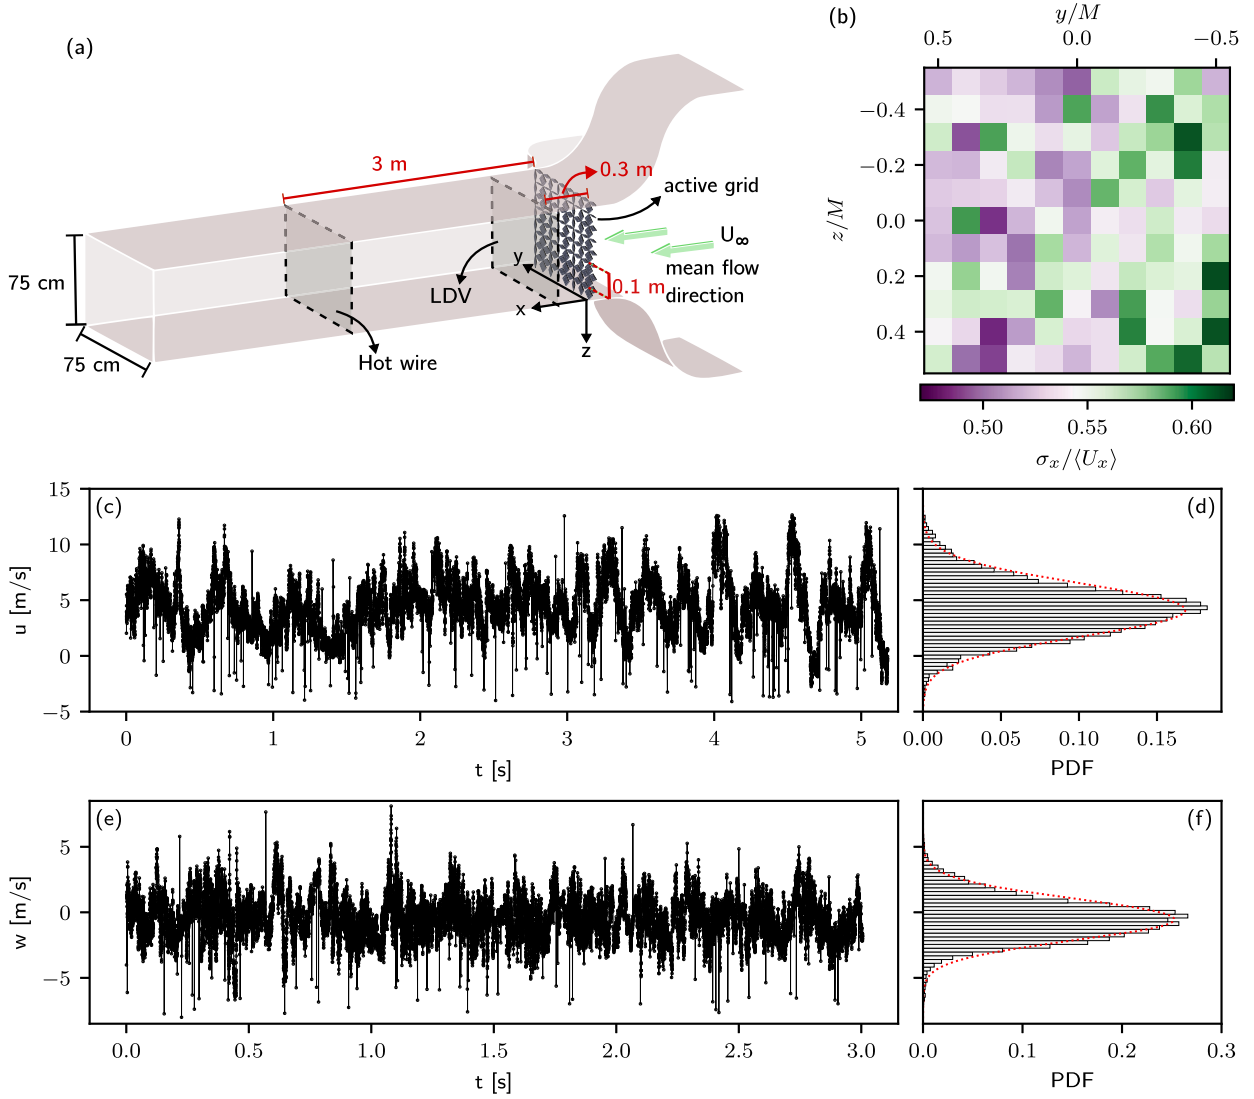 (a)
3 m
0.3 m
active grid
U∞
mean flow
direction
0.1 m
75 cm
75 cm
LDV
Hot wire
y
x
z
(b)
y/M
0.5 0.0 −0.5
z/M
−0.4
−0.2
0.0
0.2
0.4
0.50 0.55 0.60
σx/⟨Ux⟩
(c)
u [m/s]
15
10
5
0
−5
0 1 2 3 4 5
t [s]
(d)
0.00 0.05 0.10 0.15
PDF
(e)
w [m/s]
5
0
−5
0.0 0.5 1.0 1.5 2.0 2.5 3.0
t [s]
(f)
0.0 0.1 0.2 0.3
PDF